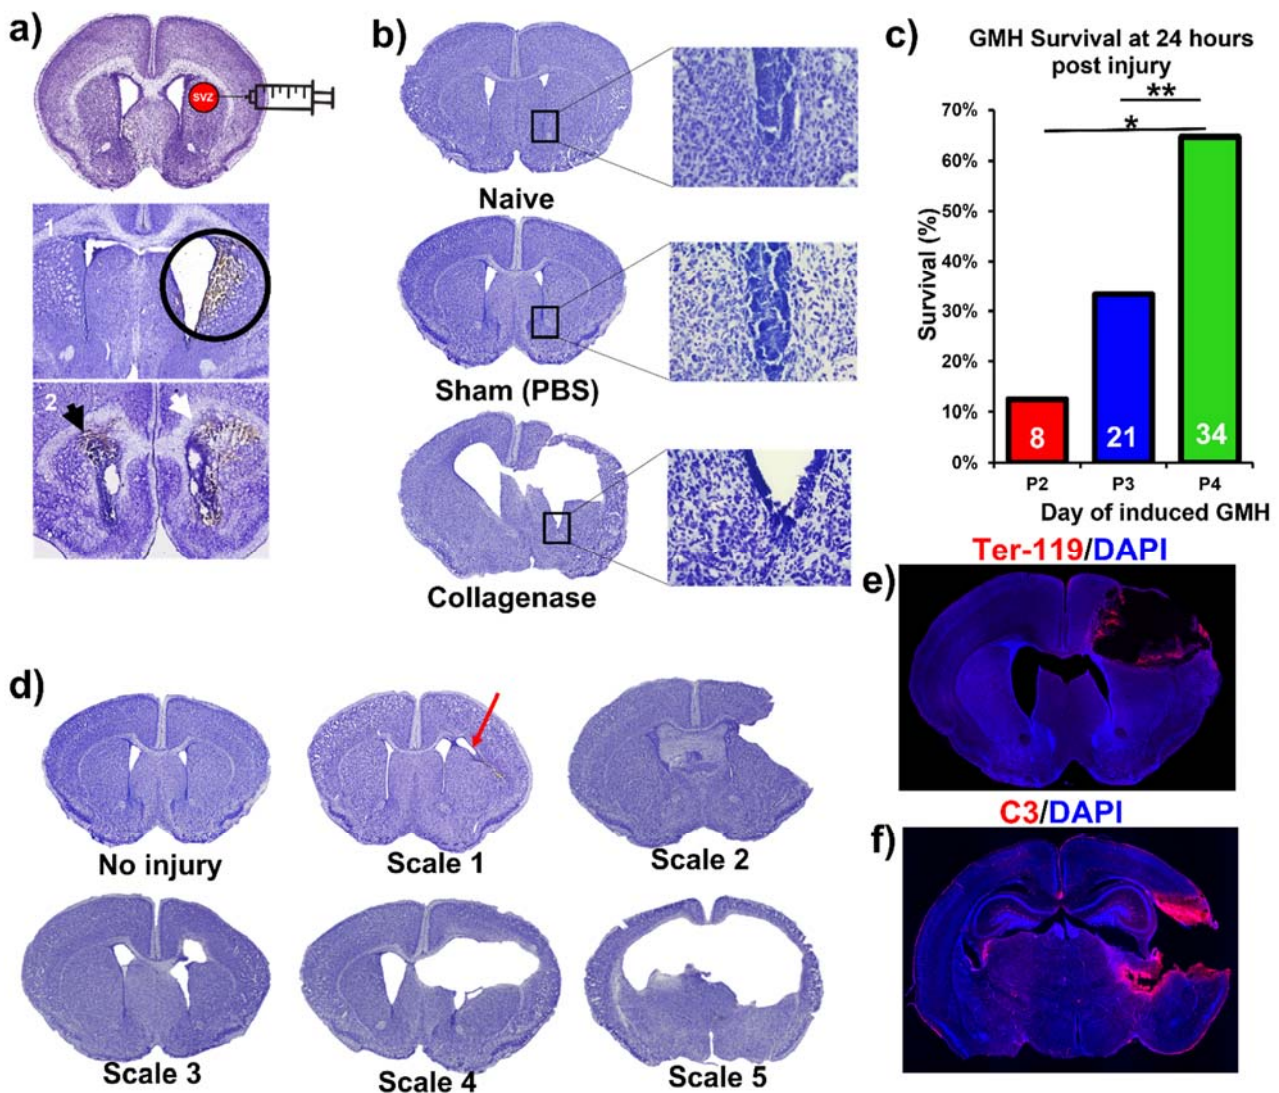 a)
SVZ
1
2
b)
Naive
Sham (PBS)
Collagenase
c)
GMH Survival at 24 hours
post injury
**
*
Survival (%)
70%
60%
50%
40%
30%
20%
10%
0%
8
21
34
P2
P3
P4
Day of induced GMH
d)
No injury
Scale 1
Scale 2
Scale 3
Scale 4
Scale 5
Ter-119/DAPI
e)
C3/DAPI
f)